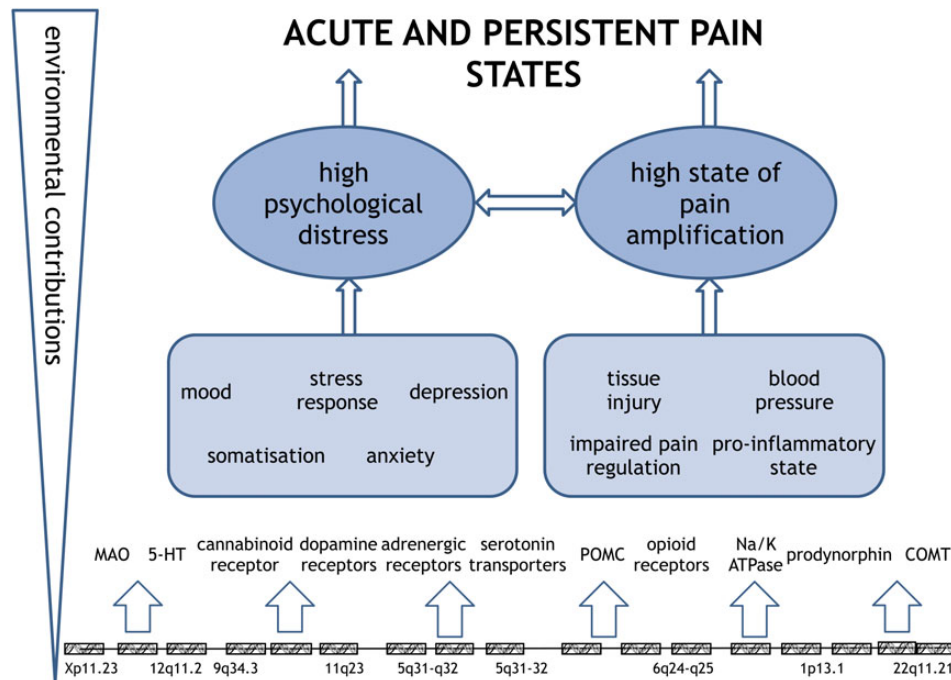 ACUTE AND PERSISTENT PAIN
STATES
environmental contributions
high
psychological
distress
high state of
pain
amplification
mood
stress
response
depression
somatisation
anxiety
tissue
injury
blood
pressure
impaired pain
regulation
pro-inflammatory
state
MAO
5-HT
cannabinoid
receptor
dopamine
receptors
adrenergic
receptors
serotonin
transporters
POMC
opioid
receptors
Na/K
ATPase
prodynorphin
COMT
Xp11.23
12q11.2
9q34.3
11q23
5q31-q32
5q31-32
6q24-q25
1p13.1
22q11.21